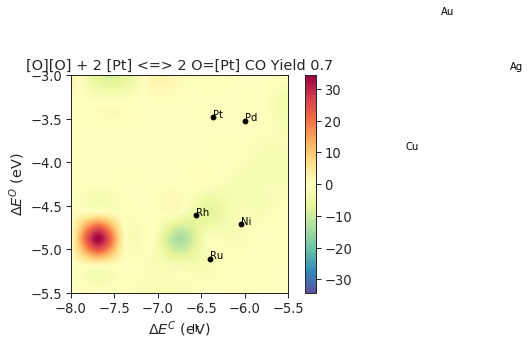 Au
[O][O] + 2 [Pt] <=> 2 O=[Pt] CO Yield 0.7
Ag
−3.0
−3.5
−4.0
−4.5
−5.0
−5.5
ΔE^O (eV)
Pt
Pd
Cu
Rh
Ni
Ru
−8.0 −7.5 −7.0 −6.5 −6.0 −5.5
ΔE^C (eV)
Ir
30
20
10
0
−10
−20
−30